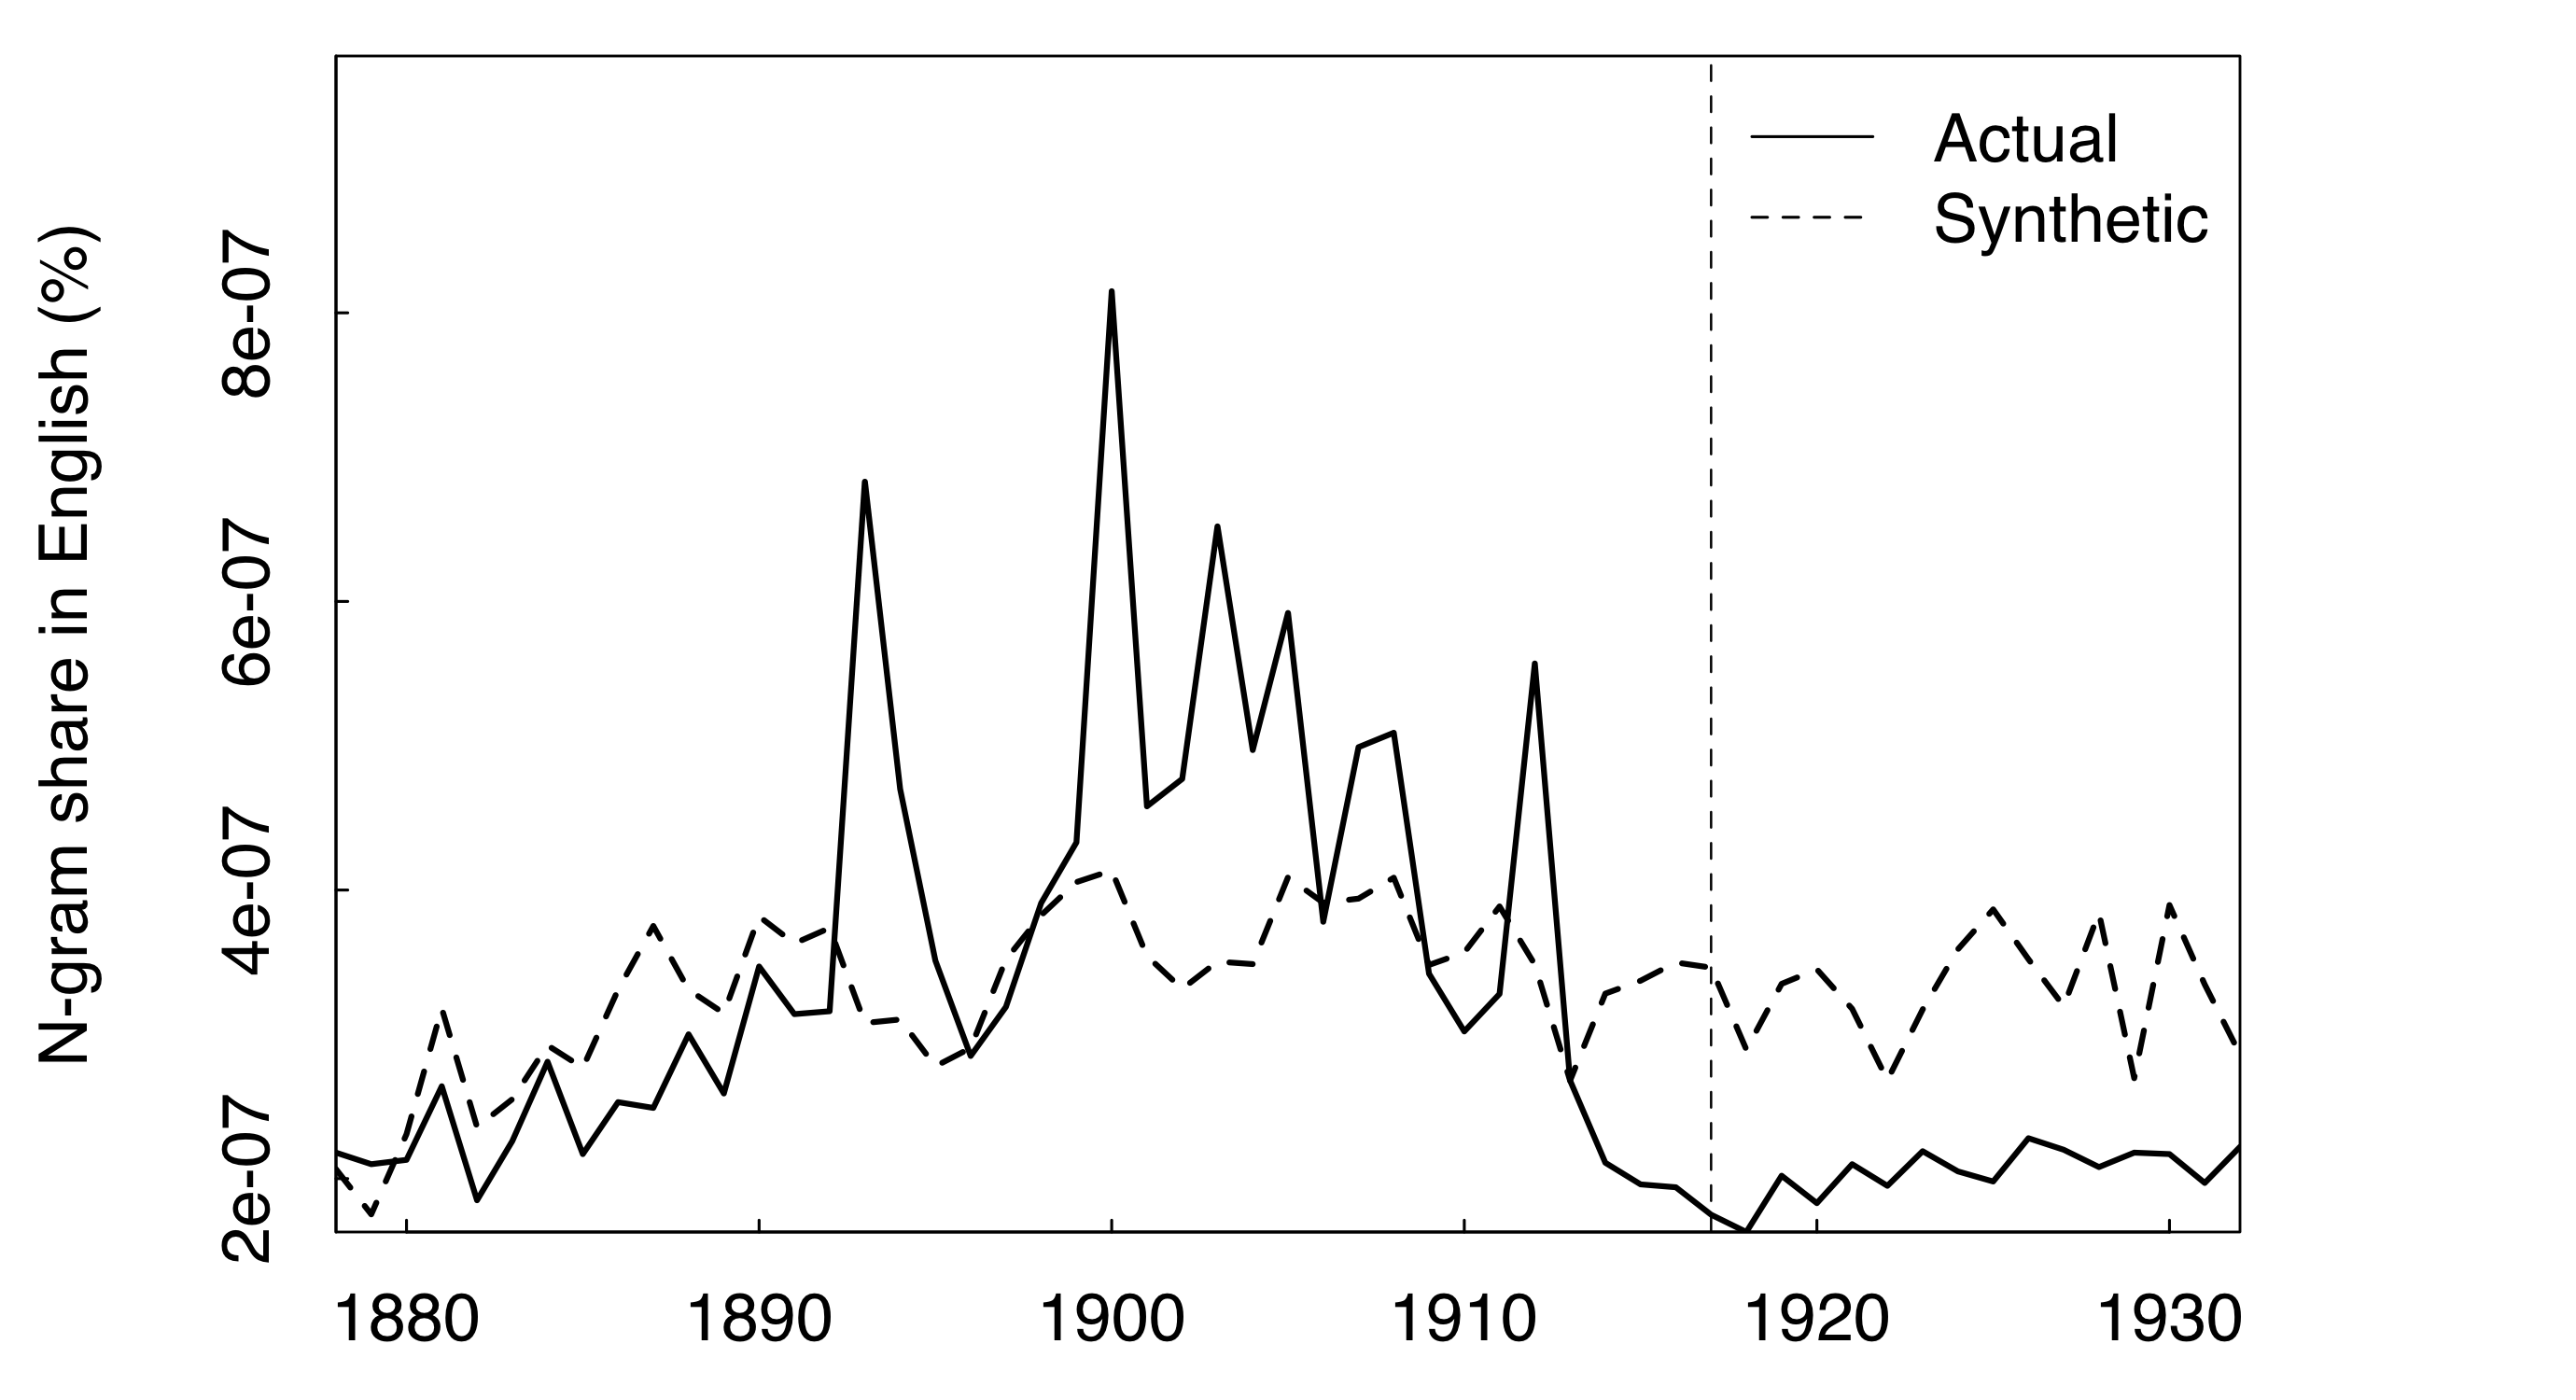 N-gram share in English (%)
8e-07
6e-07
4e-07
2e-07
Actual
Synthetic
1880 1890 1900 1910 1920 1930